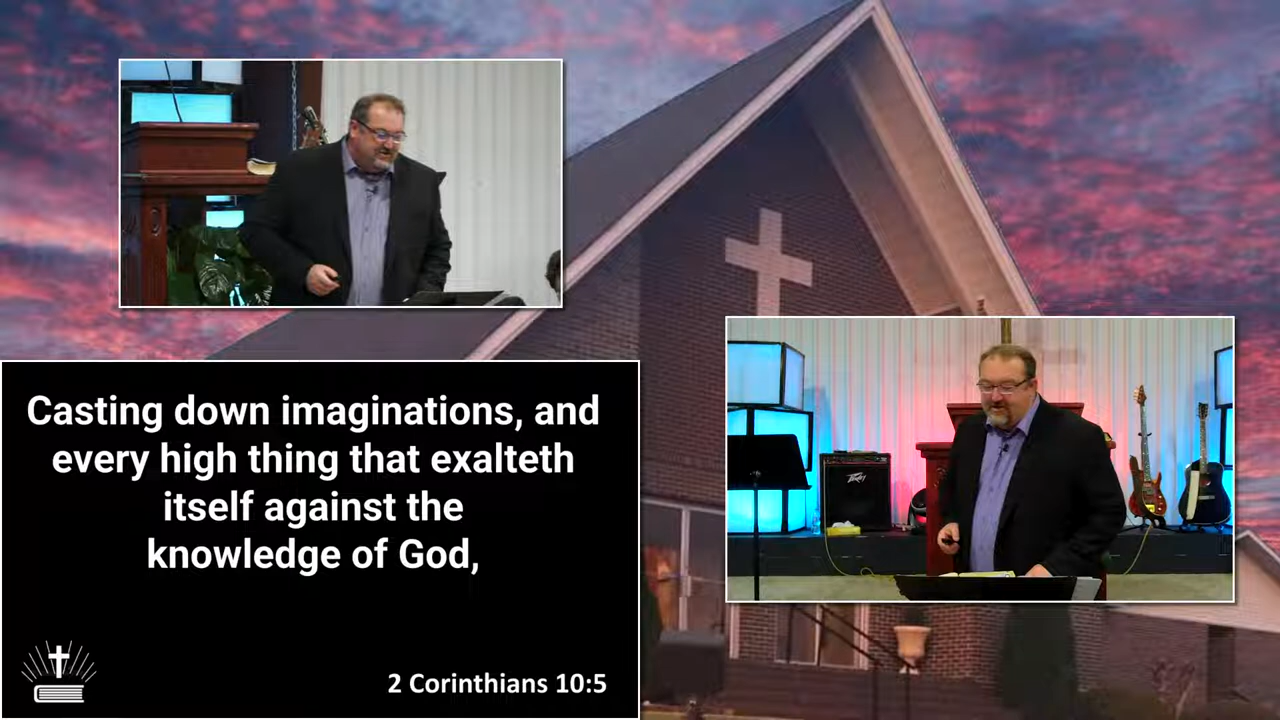 Casting down imaginations, and
every high thing that exalteth
itself against the
knowledge of God,
2 Corinthians 10:5
PEAVEY